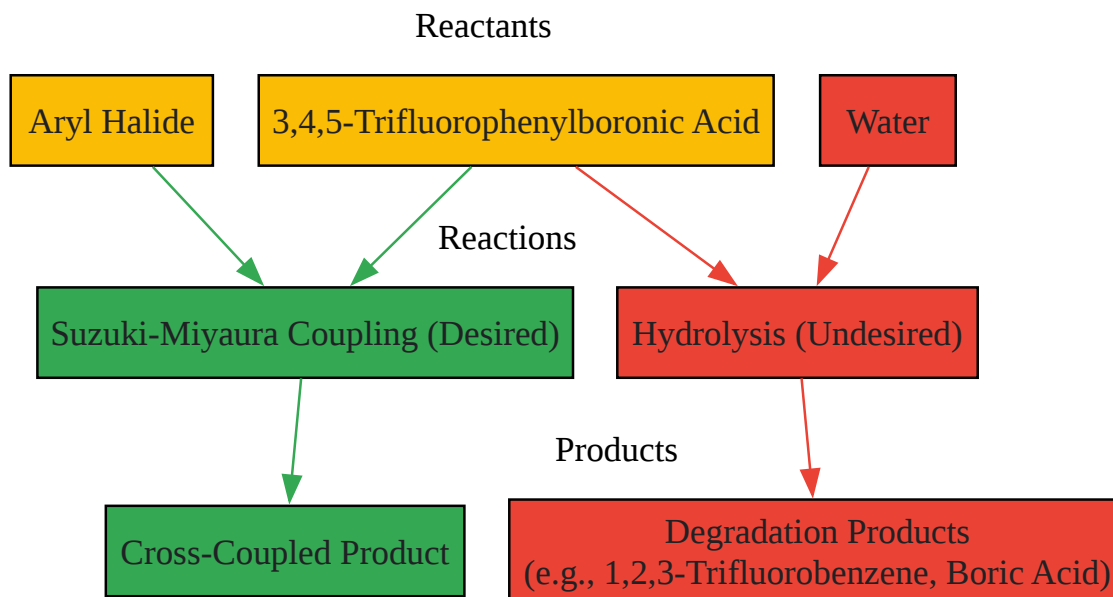 Reactants
Aryl Halide
3,4,5-Trifluorophenylboronic Acid
Water
Reactions
Suzuki-Miyaura Coupling (Desired)
Hydrolysis (Undesired)
Products
Cross-Coupled Product
Degradation Products
(e.g., 1,2,3-Trifluorobenzene, Boric Acid)